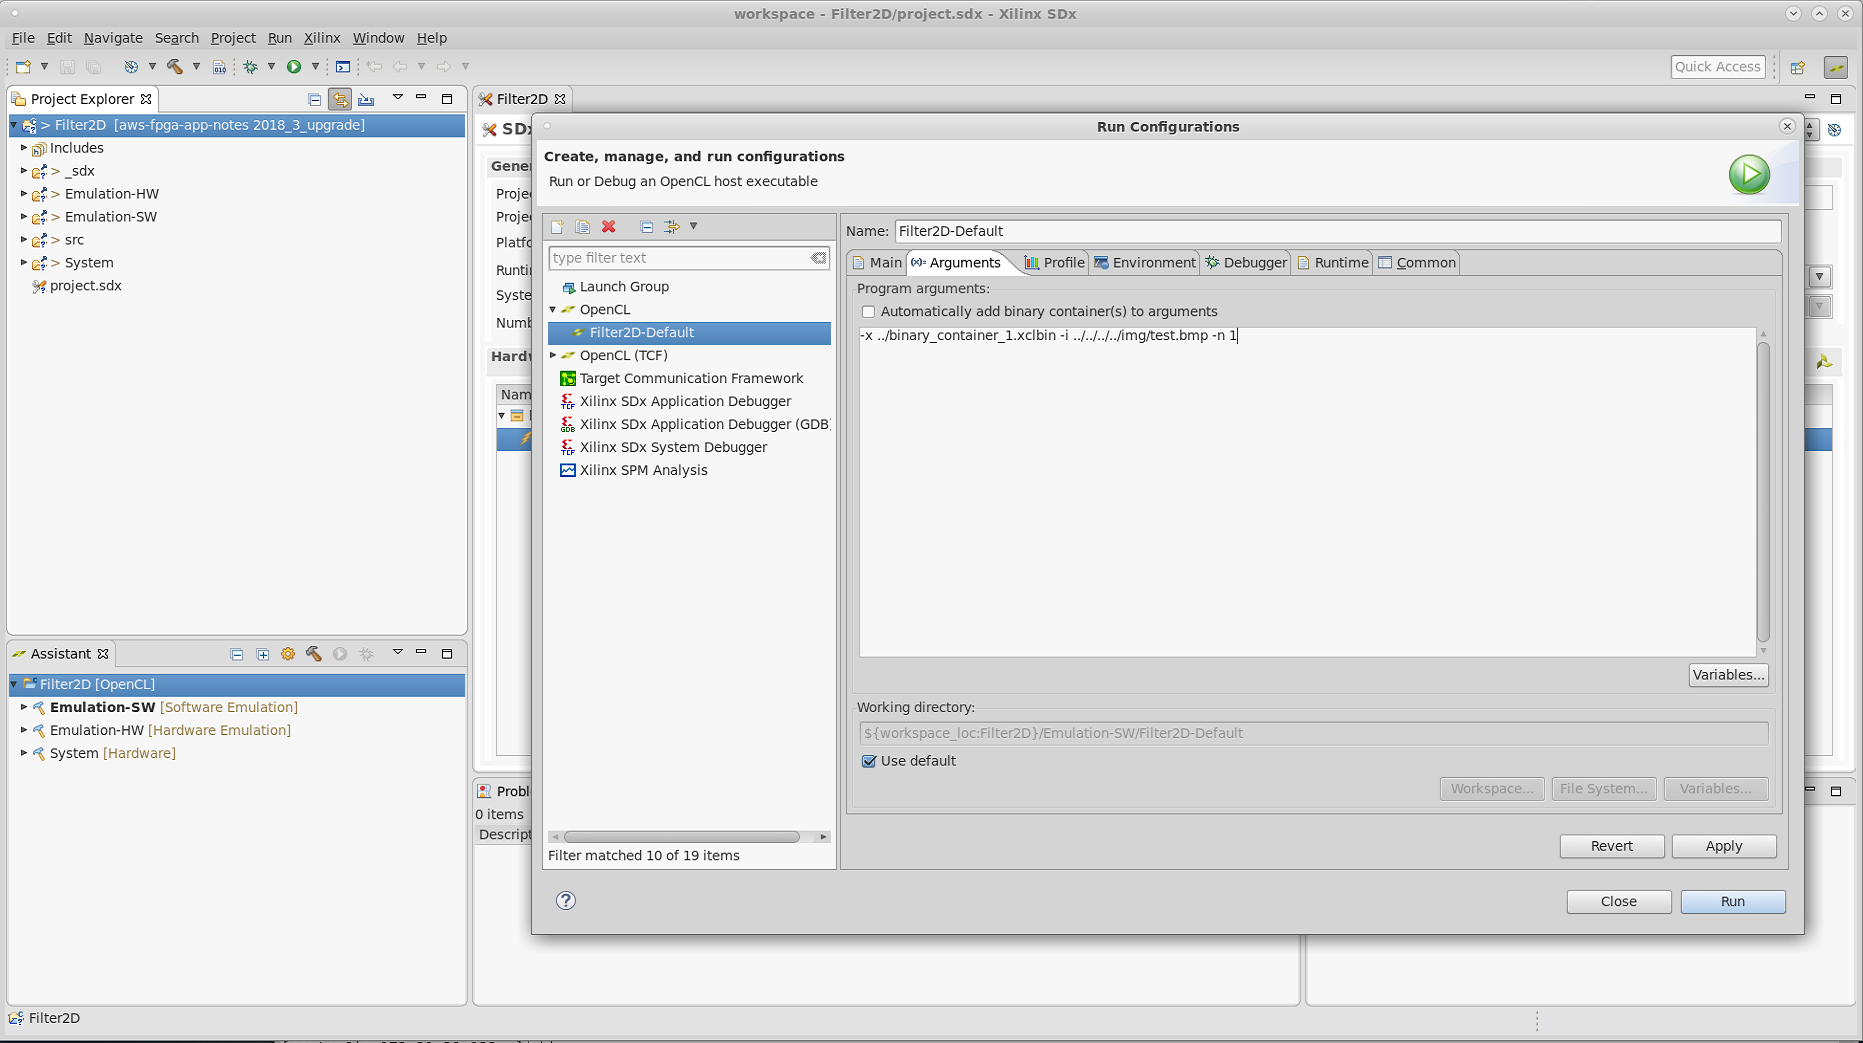 workspace - Filter2D/project.sdx - Xilinx SDx
File Edit Navigate Search Project Run Xilinx Window Help
Quick Access
Project Explorer
> Filter2D [aws-fpga-app-notes 2018_3_upgrade]
Includes
> _sdx
> Emulation-HW
> Emulation-SW
> src
> System
project.sdx
Assistant
Filter2D [OpenCL]
Emulation-SW [Software Emulation]
Emulation-HW [Hardware Emulation]
System [Hardware]
Filter2D
SDx
Gener
Projec
Projec
Platfo
Runtin
Syste
Numb
Hardw
Nam
Probl
0 items
Descript
Run Configurations
Create, manage, and run configurations
Run or Debug an OpenCL host executable
type filter text
Launch Group
OpenCL
Filter2D-Default
OpenCL (TCF)
Target Communication Framework
Xilinx SDx Application Debugger
Xilinx SDx Application Debugger (GDB)
Xilinx SDx System Debugger
Xilinx SPM Analysis
Filter matched 10 of 19 items
Name: Filter2D-Default
Main Arguments Profile Environment Debugger Runtime Common
Program arguments:
Automatically add binary container(s) to arguments
-x ../binary_container_1.xclbin -i ../../../../img/test.bmp -n 1
Variables...
Working directory:
${workspace_loc:Filter2D}/Emulation-SW/Filter2D-Default
Use default
Workspace... File System... Variables...
Revert Apply
Close Run
Filter2D